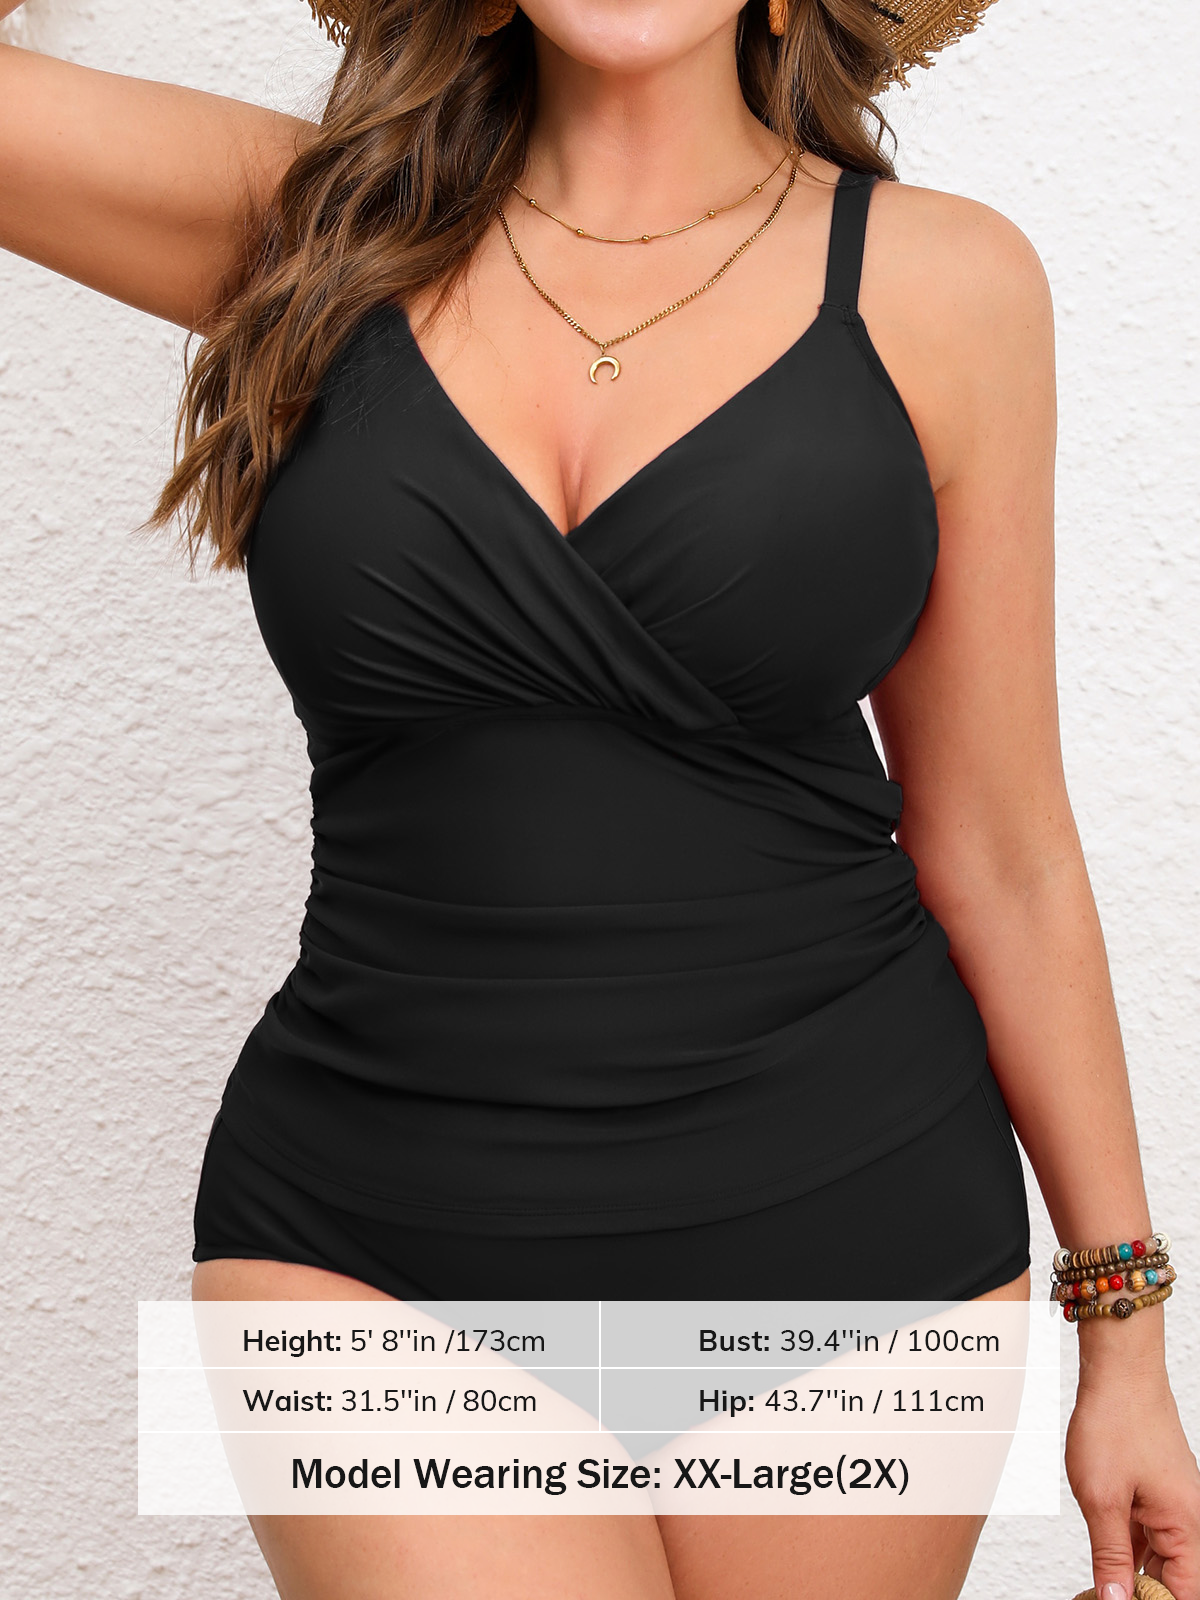 Height: 5' 8''in /173cm
Bust: 39.4''in / 100cm
Waist: 31.5''in / 80cm
Hip: 43.7''in / 111cm
Model Wearing Size: XX-Large(2X)